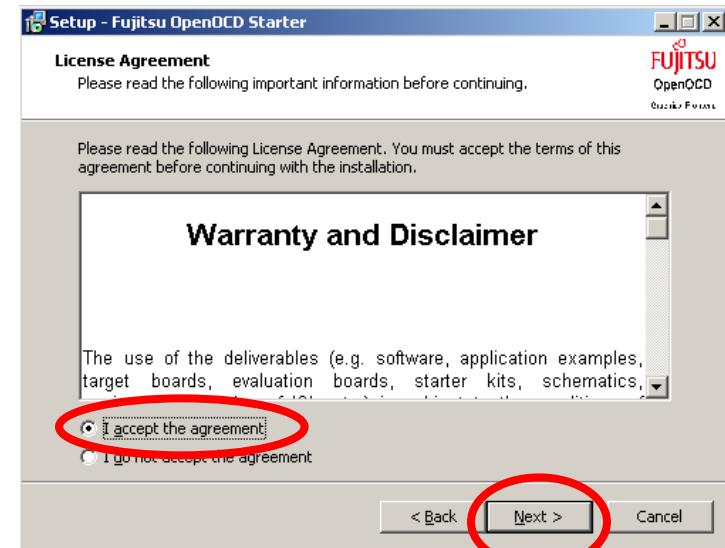 Setup - Fujitsu OpenOCD Starter
License Agreement
Please read the following important information before continuing.
FUJITSU
OpenOCD
Please read the following License Agreement. You must accept the terms of this
agreement before continuing with the installation.
Warranty and Disclaimer
The use of the deliverables (e.g. software, application examples,
target boards, evaluation boards, starter kits, schematics,
I accept the agreement
I do not accept the agreement
< Back
Next >
Cancel